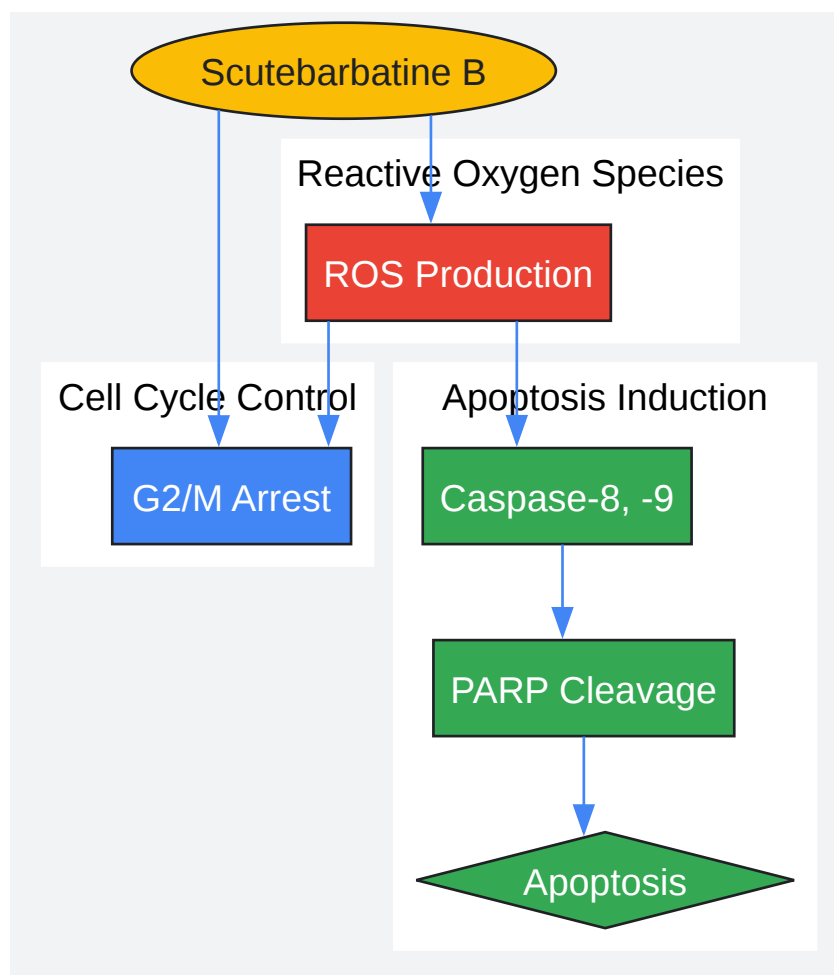 Scutebarbatine B
Reactive Oxygen Species
ROS Production
Cell Cycle Control
Apoptosis Induction
G2/M Arrest
Caspase-8, -9
PARP Cleavage
Apoptosis